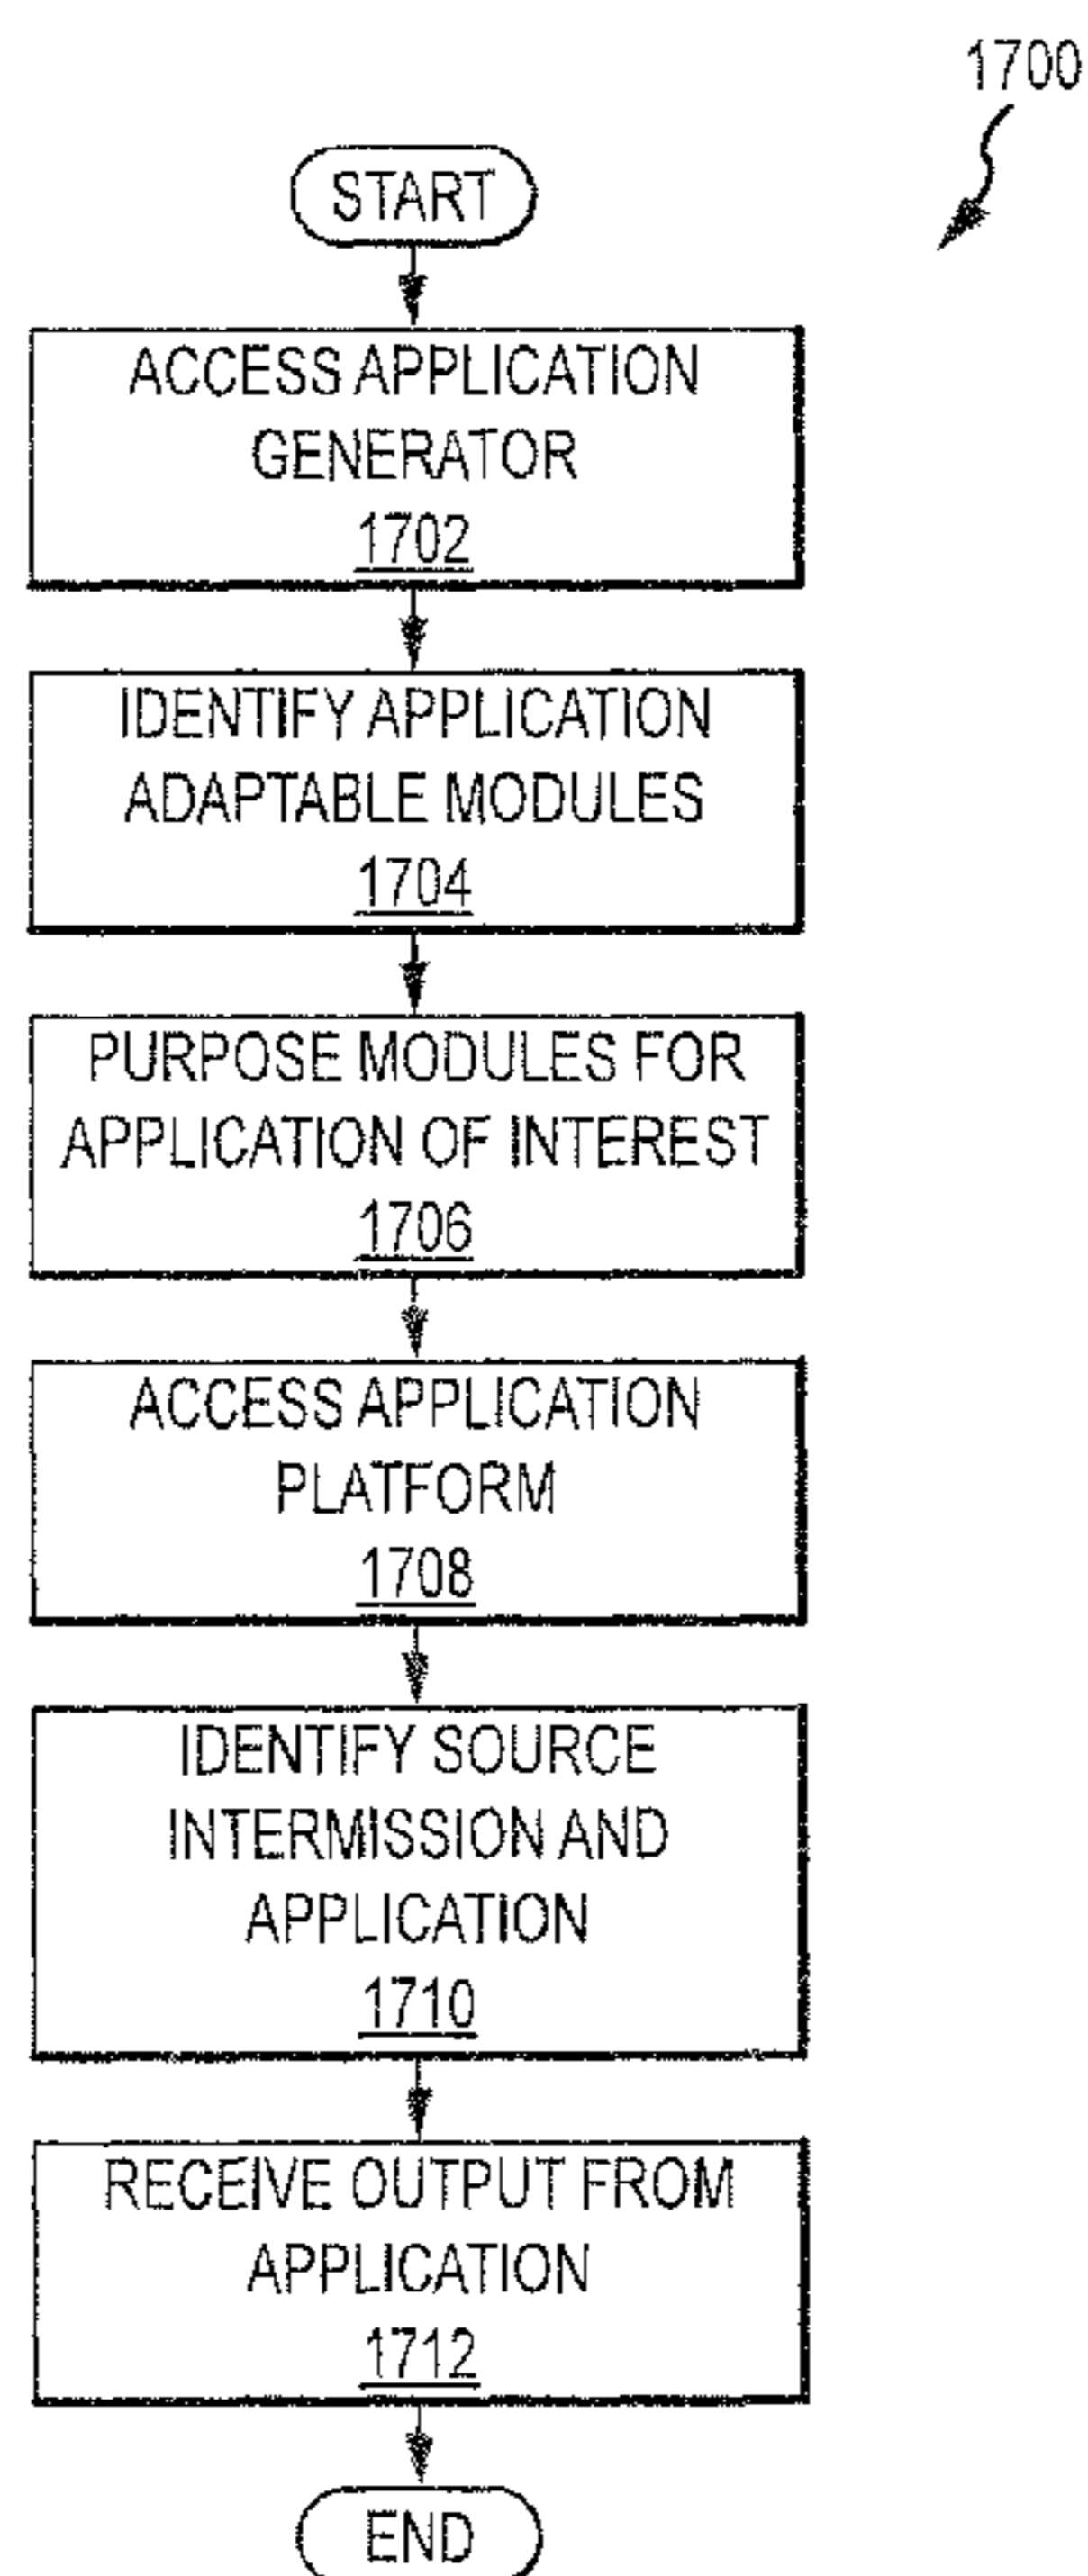 1700
START
ACCESS APPLICATION
GENERATOR
1702
IDENTIFY APPLICATION
ADAPTABLE MODULES
1704
PURPOSE MODULES FOR
APPLICATION OF INTEREST
1706
ACCESS APPLICATION
PLATFORM
1708
IDENTIFY SOURCE
INTERMISSION AND
APPLICATION
1710
RECEIVE OUTPUT FROM
APPLICATION
1712
END